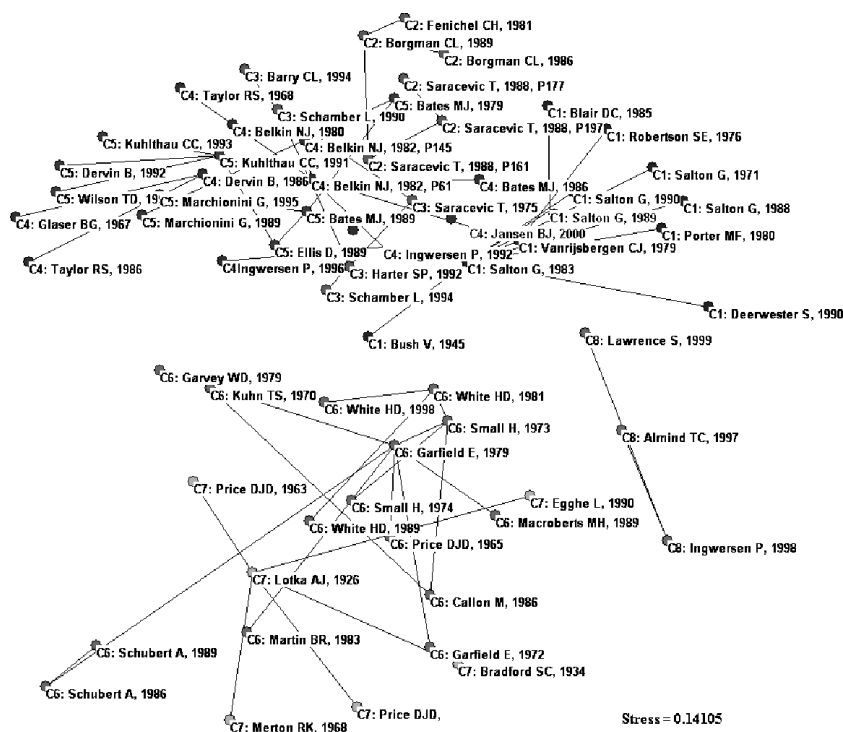 C2: Fenichel CH, 1981
C2: Borgman CL, 1989
C2: Borgman CL, 1986
C3: Barry CL, 1994
C2: Saracevic T, 1988, P177
C4: Taylor RS, 1968
C5: Bates MJ, 1979
C1: Blair DC, 1985
C3: Schamber L, 1990
C4: Belkin NJ, 1980
C2: Saracevic T, 1988, P197
C1: Robertson SE, 1976
C5: Kuhlthau CC, 1993
C4: Belkin NJ, 1982, P145
C5: Kuhlthau CC, 1991
C2: Saracevic T, 1988, P161
C5: Dervin B, 1992
C4: Dervin B, 1986
C4: Belkin NJ, 1982, P61
C4: Bates MJ, 1986
C1: Salton G, 1971
C5: Wilson TD, 19
C5: Marchionini G, 1995
C3: Saracevic T, 1975
C1: Salton G, 1990
C1: Salton G, 1988
C4: Glaser BG, 1967
C5: Marchionini G, 1989
C5: Bates MJ, 1989
C1: Salton G, 1989
C4: Jansen BJ, 2000
C1: Porter MF, 1980
C5: Ellis D, 1989
C4: Ingwersen P, 1992
C1: Vanrijsbergen CJ, 1979
C4: Taylor RS, 1986
C4Ingwersen P, 1996
C3: Harter SP, 1992
C1: Salton G, 1983
C3: Schamber L, 1994
C1: Deerwester S, 1990
C1: Bush V, 1945
C8: Lawrence S, 1999
C6: Garvey WD, 1979
C6: Kuhn TS, 1970
C6: White HD, 1981
C6: White HD, 1998
C6: Small H, 1973
C8: Almind TC, 1997
C6: Garfield E, 1979
C7: Price DJD, 1963
C7: Egghe L, 1990
C6: Small H, 1974
C6: Macroberts MH, 1989
C6: White HD, 1989
C6: Price DJD, 1965
C8: Ingwersen P, 1998
C7: Lotka AJ, 1926
C6: Callon M, 1986
C6: Martin BR, 1983
C6: Schubert A, 1989
C6: Garfield E, 1972
C7: Bradford SC, 1934
C6: Schubert A, 1986
C7: Price DJD,
C7: Merton RK, 1968
Stress = 0.14105